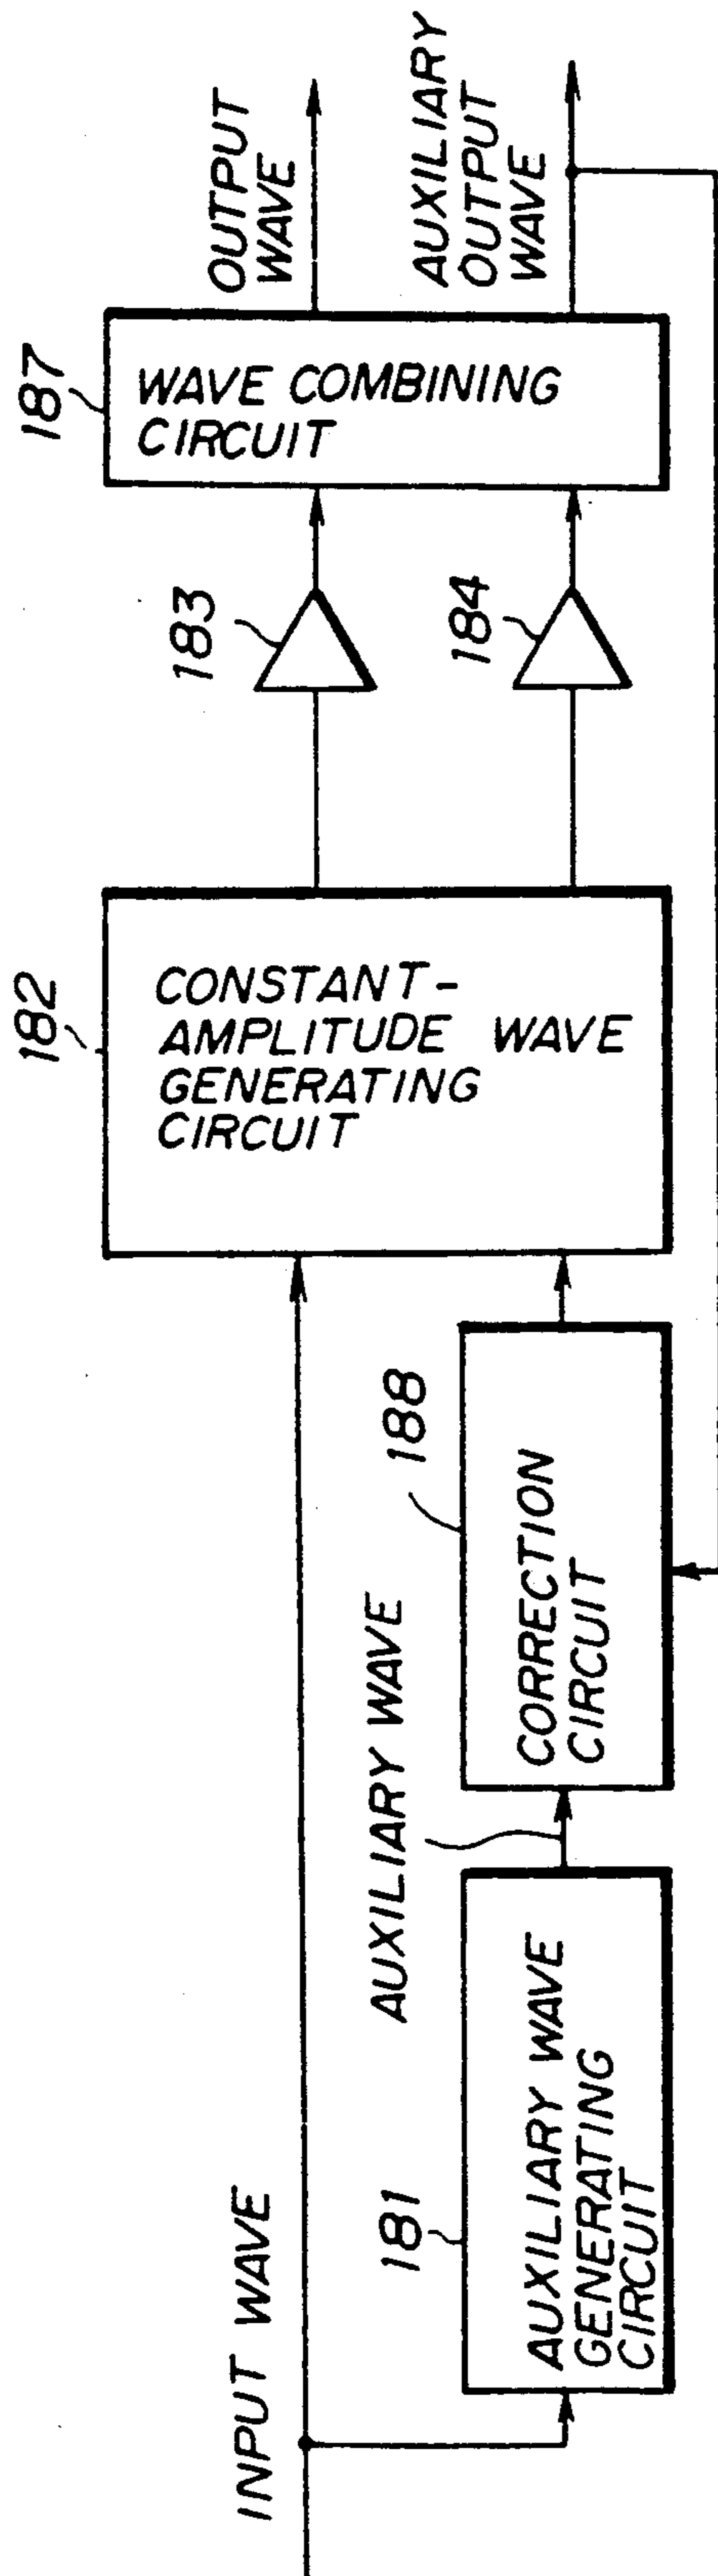 INPUT WAVE
181
AUXILIARY WAVE
GENERATING
CIRCUIT
AUXILIARY WAVE
188
CORRECTION
CIRCUIT
182
CONSTANT-
AMPLITUDE WAVE
GENERATING
CIRCUIT
183
184
187
WAVE COMBINING
CIRCUIT
OUTPUT
WAVE
AUXILIARY
OUTPUT
WAVE